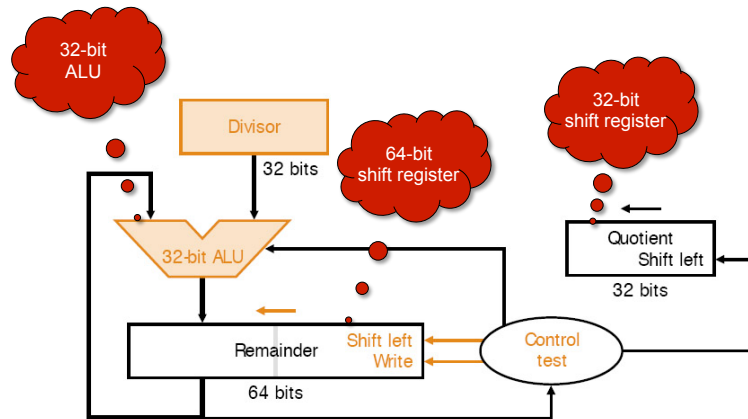 32-bit
ALU
32-bit
shift register
Divisor
64-bit
shift register
32 bits
32-bit ALU
Quotient
Shift left
32 bits
Remainder
Shift left
Write
Control
test
64 bits